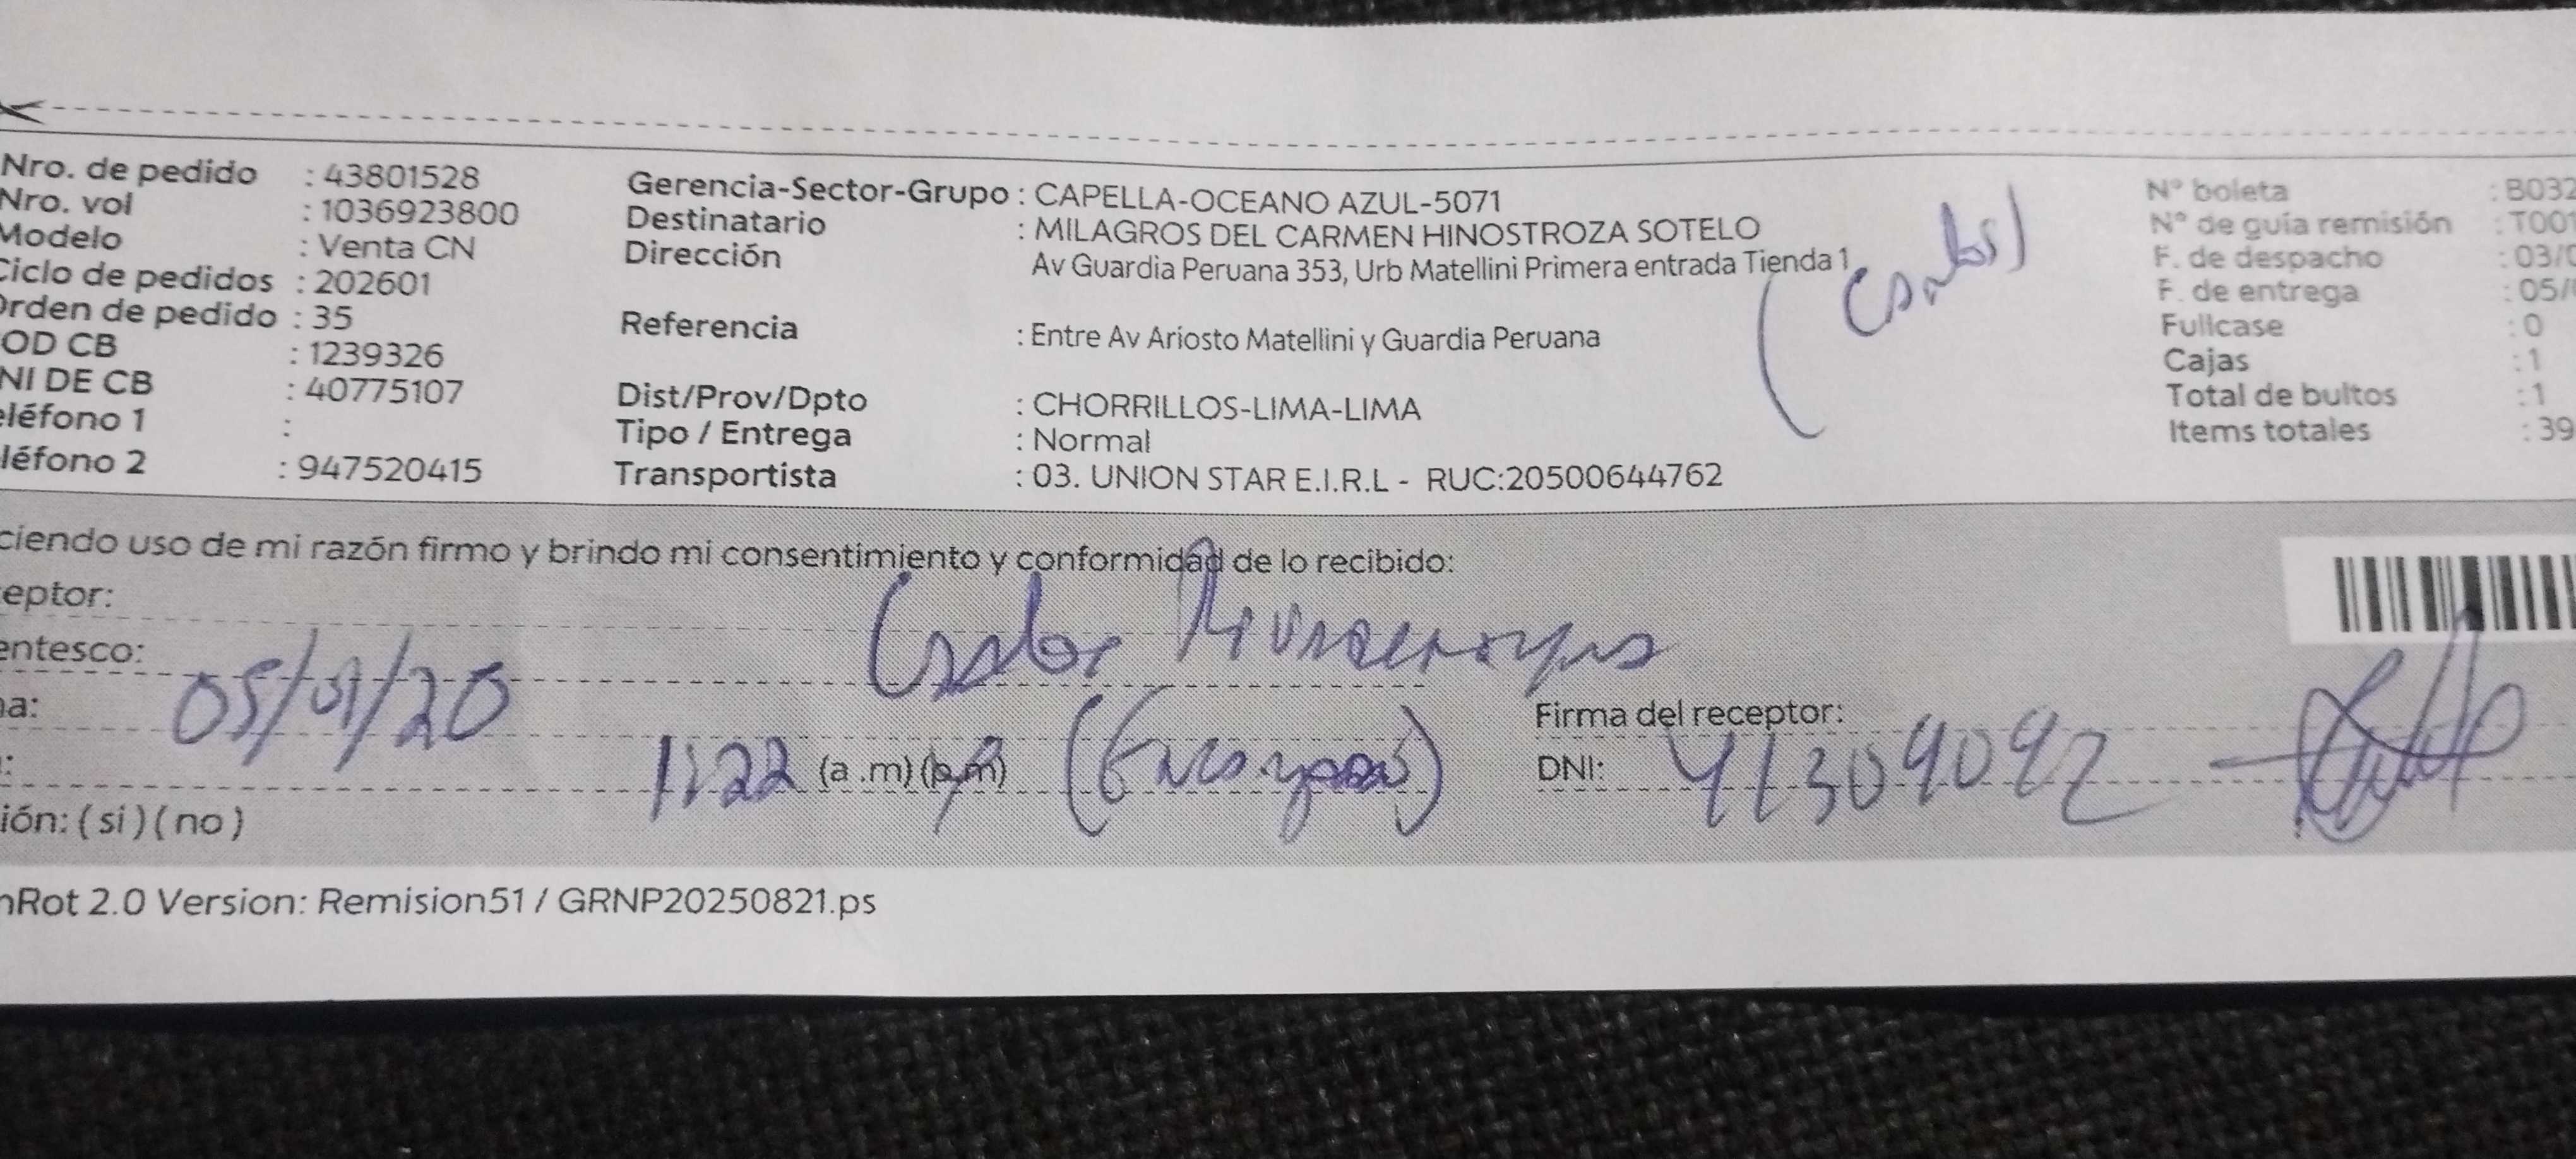 Nro. de pedido : 43801528
Nro. vol : 1036923800
Modelo : Venta CN
Ciclo de pedidos : 202601
Orden de pedido : 35
OD CB : 1239326
NI DE CB : 40775107
eléfono 1 :
léfono 2 : 947520415
Gerencia-Sector-Grupo : CAPELLA-OCEANO AZUL-5071
Destinatario : MILAGROS DEL CARMEN HINOSTROZA SOTELO
Dirección Av Guardia Peruana 353, Urb Matellini Primera entrada Tienda 1
Referencia : Entre Av Ariosto Matellini y Guardia Peruana
Dist/Prov/Dpto : CHORRILLOS-LIMA-LIMA
Tipo / Entrega : Normal
Transportista : 03. UNION STAR E.I.R.L - RUC:20500644762
N° boleta : B032
N° de guía remisión : T001
F. de despacho : 03/0
F. de entrega : 05/
Fullcase : 0
Cajas : 1
Total de bultos : 1
Items totales : 39
ciendo uso de mi razón firmo y brindo mi consentimiento y conformidad de lo recibido:
eptor:
entesco:
a: 05/01/20
: 11:22 (a .m) (p.m)
Firma del receptor:
DNI: 41304092
ión: ( si ) ( no )
nRot 2.0 Version: Remision51 / GRNP20250821.ps